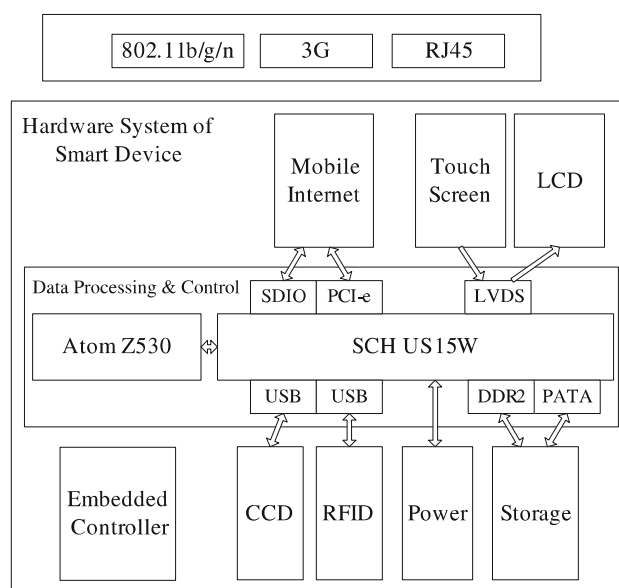 802.11b/g/n
3G
RJ45
Hardware System of
Smart Device
Mobile
Internet
Touch
Screen
LCD
Data Processing & Control
SDIO
PCI-e
LVDS
Atom Z530
SCH US15W
USB
USB
DDR2
PATA
Embedded
Controller
CCD
RFID
Power
Storage